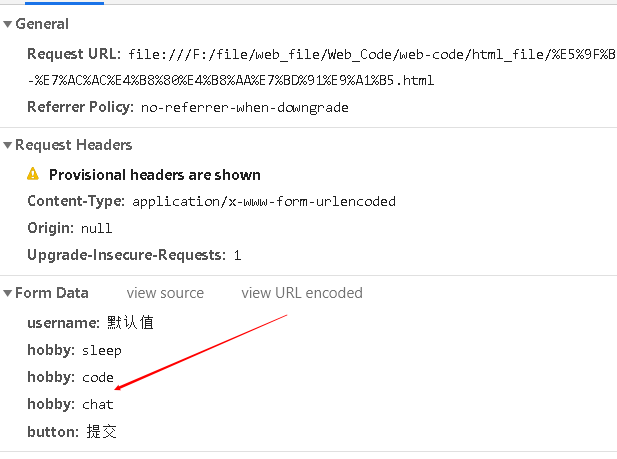 General
Request URL: file:///F:/file/web_file/Web_Code/web-code/html_file/%E5%9F%B
-%E7%AC%AC%E4%B8%80%E4%B8%AA%E7%BD%91%E9%A1%B5.html
Referrer Policy: no-referrer-when-downgrade
Request Headers
Provisional headers are shown
Content-Type: application/x-www-form-urlencoded
Origin: null
Upgrade-Insecure-Requests: 1
Form Data view source view URL encoded
username: 默认值
hobby: sleep
hobby: code
hobby: chat
button: 提交